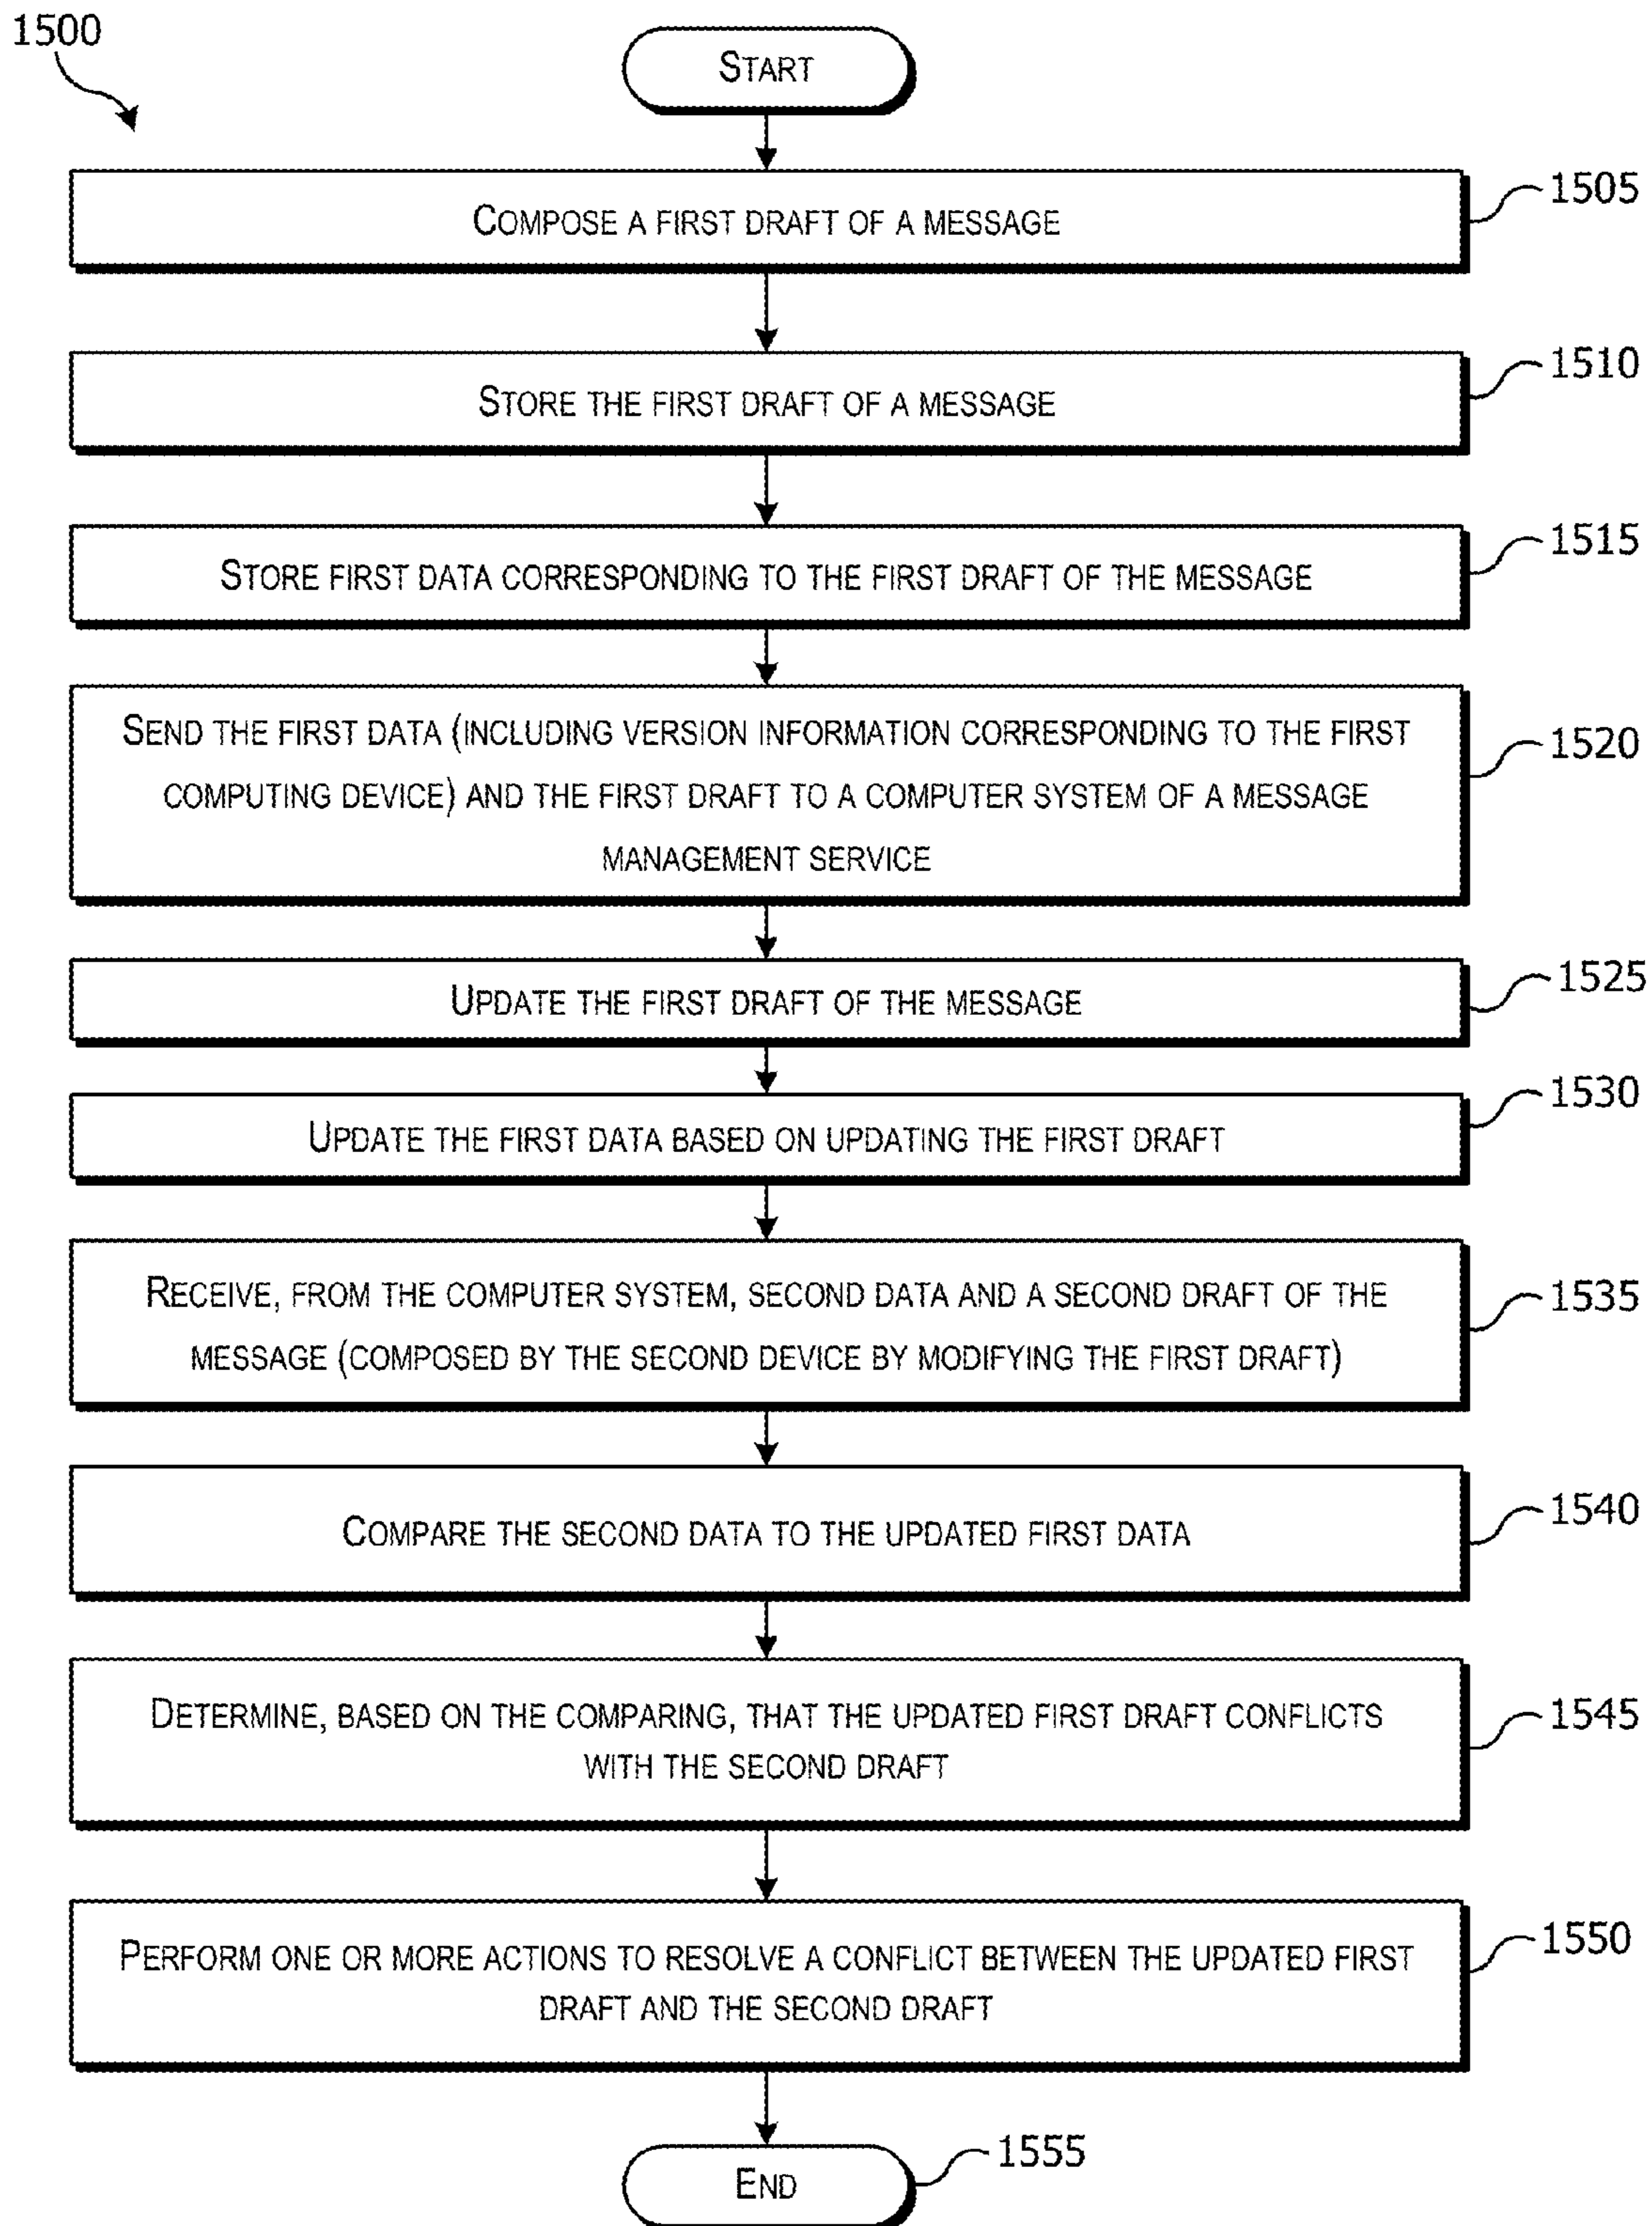 1500
START
COMPOSE A FIRST DRAFT OF A MESSAGE
1505
STORE THE FIRST DRAFT OF A MESSAGE
1510
STORE FIRST DATA CORRESPONDING TO THE FIRST DRAFT OF THE MESSAGE
1515
SEND THE FIRST DATA (INCLUDING VERSION INFORMATION CORRESPONDING TO THE FIRST
COMPUTING DEVICE) AND THE FIRST DRAFT TO A COMPUTER SYSTEM OF A MESSAGE
MANAGEMENT SERVICE
1520
UPDATE THE FIRST DRAFT OF THE MESSAGE
1525
UPDATE THE FIRST DATA BASED ON UPDATING THE FIRST DRAFT
1530
RECEIVE, FROM THE COMPUTER SYSTEM, SECOND DATA AND A SECOND DRAFT OF THE
MESSAGE (COMPOSED BY THE SECOND DEVICE BY MODIFYING THE FIRST DRAFT)
1535
COMPARE THE SECOND DATA TO THE UPDATED FIRST DATA
1540
DETERMINE, BASED ON THE COMPARING, THAT THE UPDATED FIRST DRAFT CONFLICTS
WITH THE SECOND DRAFT
1545
PERFORM ONE OR MORE ACTIONS TO RESOLVE A CONFLICT BETWEEN THE UPDATED FIRST
DRAFT AND THE SECOND DRAFT
1550
END
1555